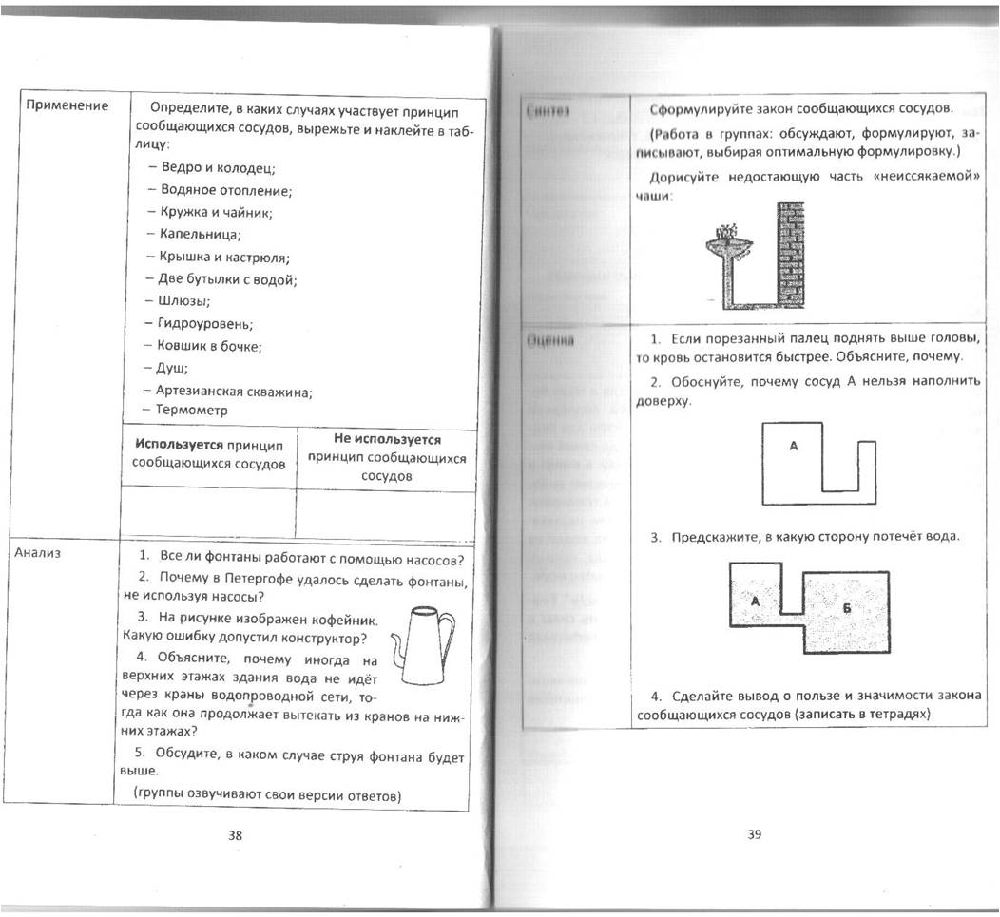 Применение
Определите, в каких случаях участвует принцип
сообщающихся сосудов, вырежьте и наклейте в таб-
лицу:
– Ведро и колодец;
– Водяное отопление;
– Кружка и чайник;
– Капельница;
– Крышка и кастрюля;
– Две бутылки с водой;
– Шлюзы;
– Гидроуровень;
– Ковшик в бочке;
– Душ;
– Артезианская скважина;
– Термометр
Используется принцип
сообщающихся сосудов
Не используется
принцип сообщающихся
сосудов
Анализ
1. Все ли фонтаны работают с помощью насосов?
2. Почему в Петергофе удалось сделать фонтаны,
не используя насосы?
3. На рисунке изображен кофейник.
Какую ошибку допустил конструктор?
4. Объясните, почему иногда на
верхних этажах здания вода не идёт
через краны водопроводной сети, то-
гда как она продолжает вытекать из кранов на ниж-
них этажах?
5. Обсудите, в каком случае струя фонтана будет
выше.
(группы озвучивают свои версии ответов)
38
Синтез
Сформулируйте закон сообщающихся сосудов.
(Работа в группах: обсуждают, формулируют, за-
писывают, выбирая оптимальную формулировку.)
Дорисуйте недостающую часть «неиссякаемой»
чаши:
Оценка
1. Если порезанный палец поднять выше головы,
то кровь остановится быстрее. Объясните, почему.
2. Обоснуйте, почему сосуд А нельзя наполнить
доверху.
А
3. Предскажите, в какую сторону потечёт вода.
А
Б
4. Сделайте вывод о пользе и значимости закона
сообщающихся сосудов (записать в тетрадях)
39